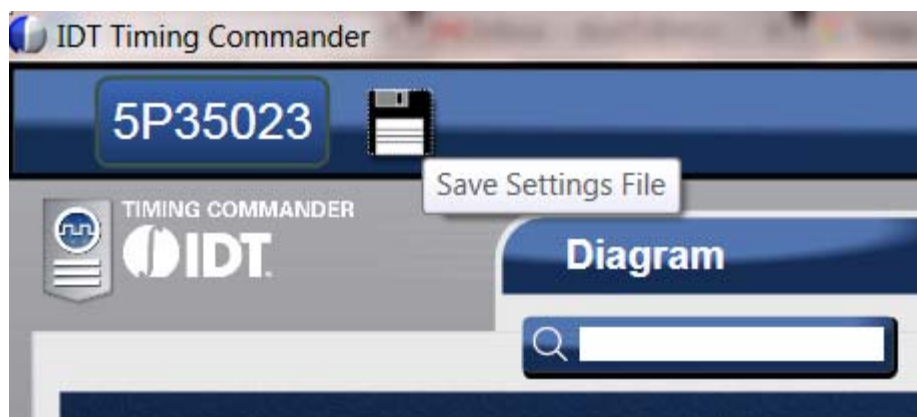 IDT Timing Commander
5P35023
Save Settings File
TIMING COMMANDER
IDT.
Diagram